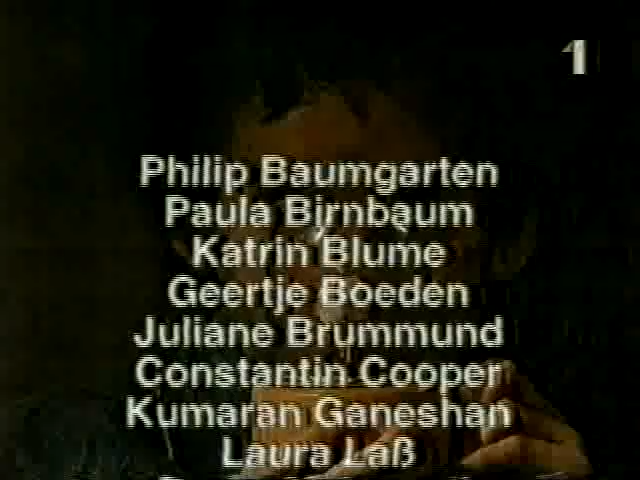 1
Philip Baumgarten
Paula Birnbaum
Katrin Blume
Geertje Boeden
Juliane Brummund
Constantin Cooper
Kumaran Ganeshan
Laura Laß